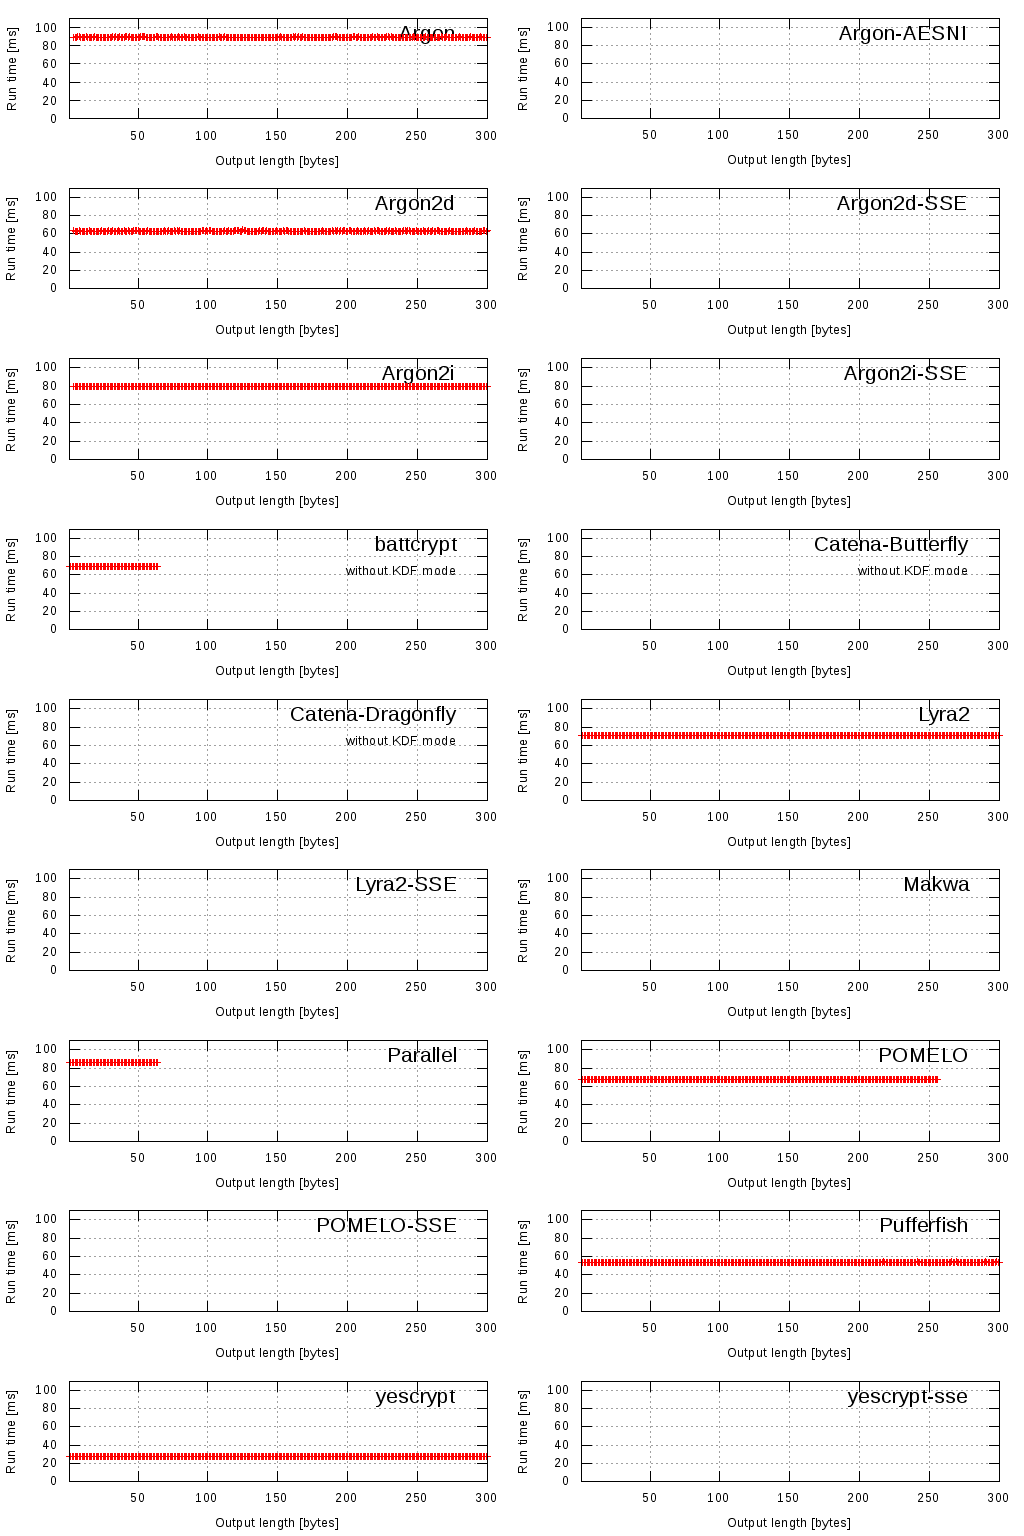 Argon
Run time [ms]
100
80
60
40
20
0
50 100 150 200 250 300
Output length [bytes]
Argon-AESNI
Run time [ms]
100
80
60
40
20
0
50 100 150 200 250 300
Output length [bytes]
Argon2d
Run time [ms]
100
80
60
40
20
0
50 100 150 200 250 300
Output length [bytes]
Argon2d-SSE
Run time [ms]
100
80
60
40
20
0
50 100 150 200 250 300
Output length [bytes]
Argon2i
Run time [ms]
100
80
60
40
20
0
50 100 150 200 250 300
Output length [bytes]
Argon2i-SSE
Run time [ms]
100
80
60
40
20
0
50 100 150 200 250 300
Output length [bytes]
battcrypt
without KDF mode
Run time [ms]
100
80
60
40
20
0
50 100 150 200 250 300
Output length [bytes]
Catena-Butterfly
without KDF mode
Run time [ms]
100
80
60
40
20
0
50 100 150 200 250 300
Output length [bytes]
Catena-Dragonfly
without KDF mode
Run time [ms]
100
80
60
40
20
0
50 100 150 200 250 300
Output length [bytes]
Lyra2
Run time [ms]
100
80
60
40
20
0
50 100 150 200 250 300
Output length [bytes]
Lyra2-SSE
Run time [ms]
100
80
60
40
20
0
50 100 150 200 250 300
Output length [bytes]
Makwa
Run time [ms]
100
80
60
40
20
0
50 100 150 200 250 300
Output length [bytes]
Parallel
Run time [ms]
100
80
60
40
20
0
50 100 150 200 250 300
Output length [bytes]
POMELO
Run time [ms]
100
80
60
40
20
0
50 100 150 200 250 300
Output length [bytes]
POMELO-SSE
Run time [ms]
100
80
60
40
20
0
50 100 150 200 250 300
Output length [bytes]
Pufferfish
Run time [ms]
100
80
60
40
20
0
50 100 150 200 250 300
Output length [bytes]
yescrypt
Run time [ms]
100
80
60
40
20
0
50 100 150 200 250 300
Output length [bytes]
yescrypt-sse
Run time [ms]
100
80
60
40
20
0
50 100 150 200 250 300
Output length [bytes]